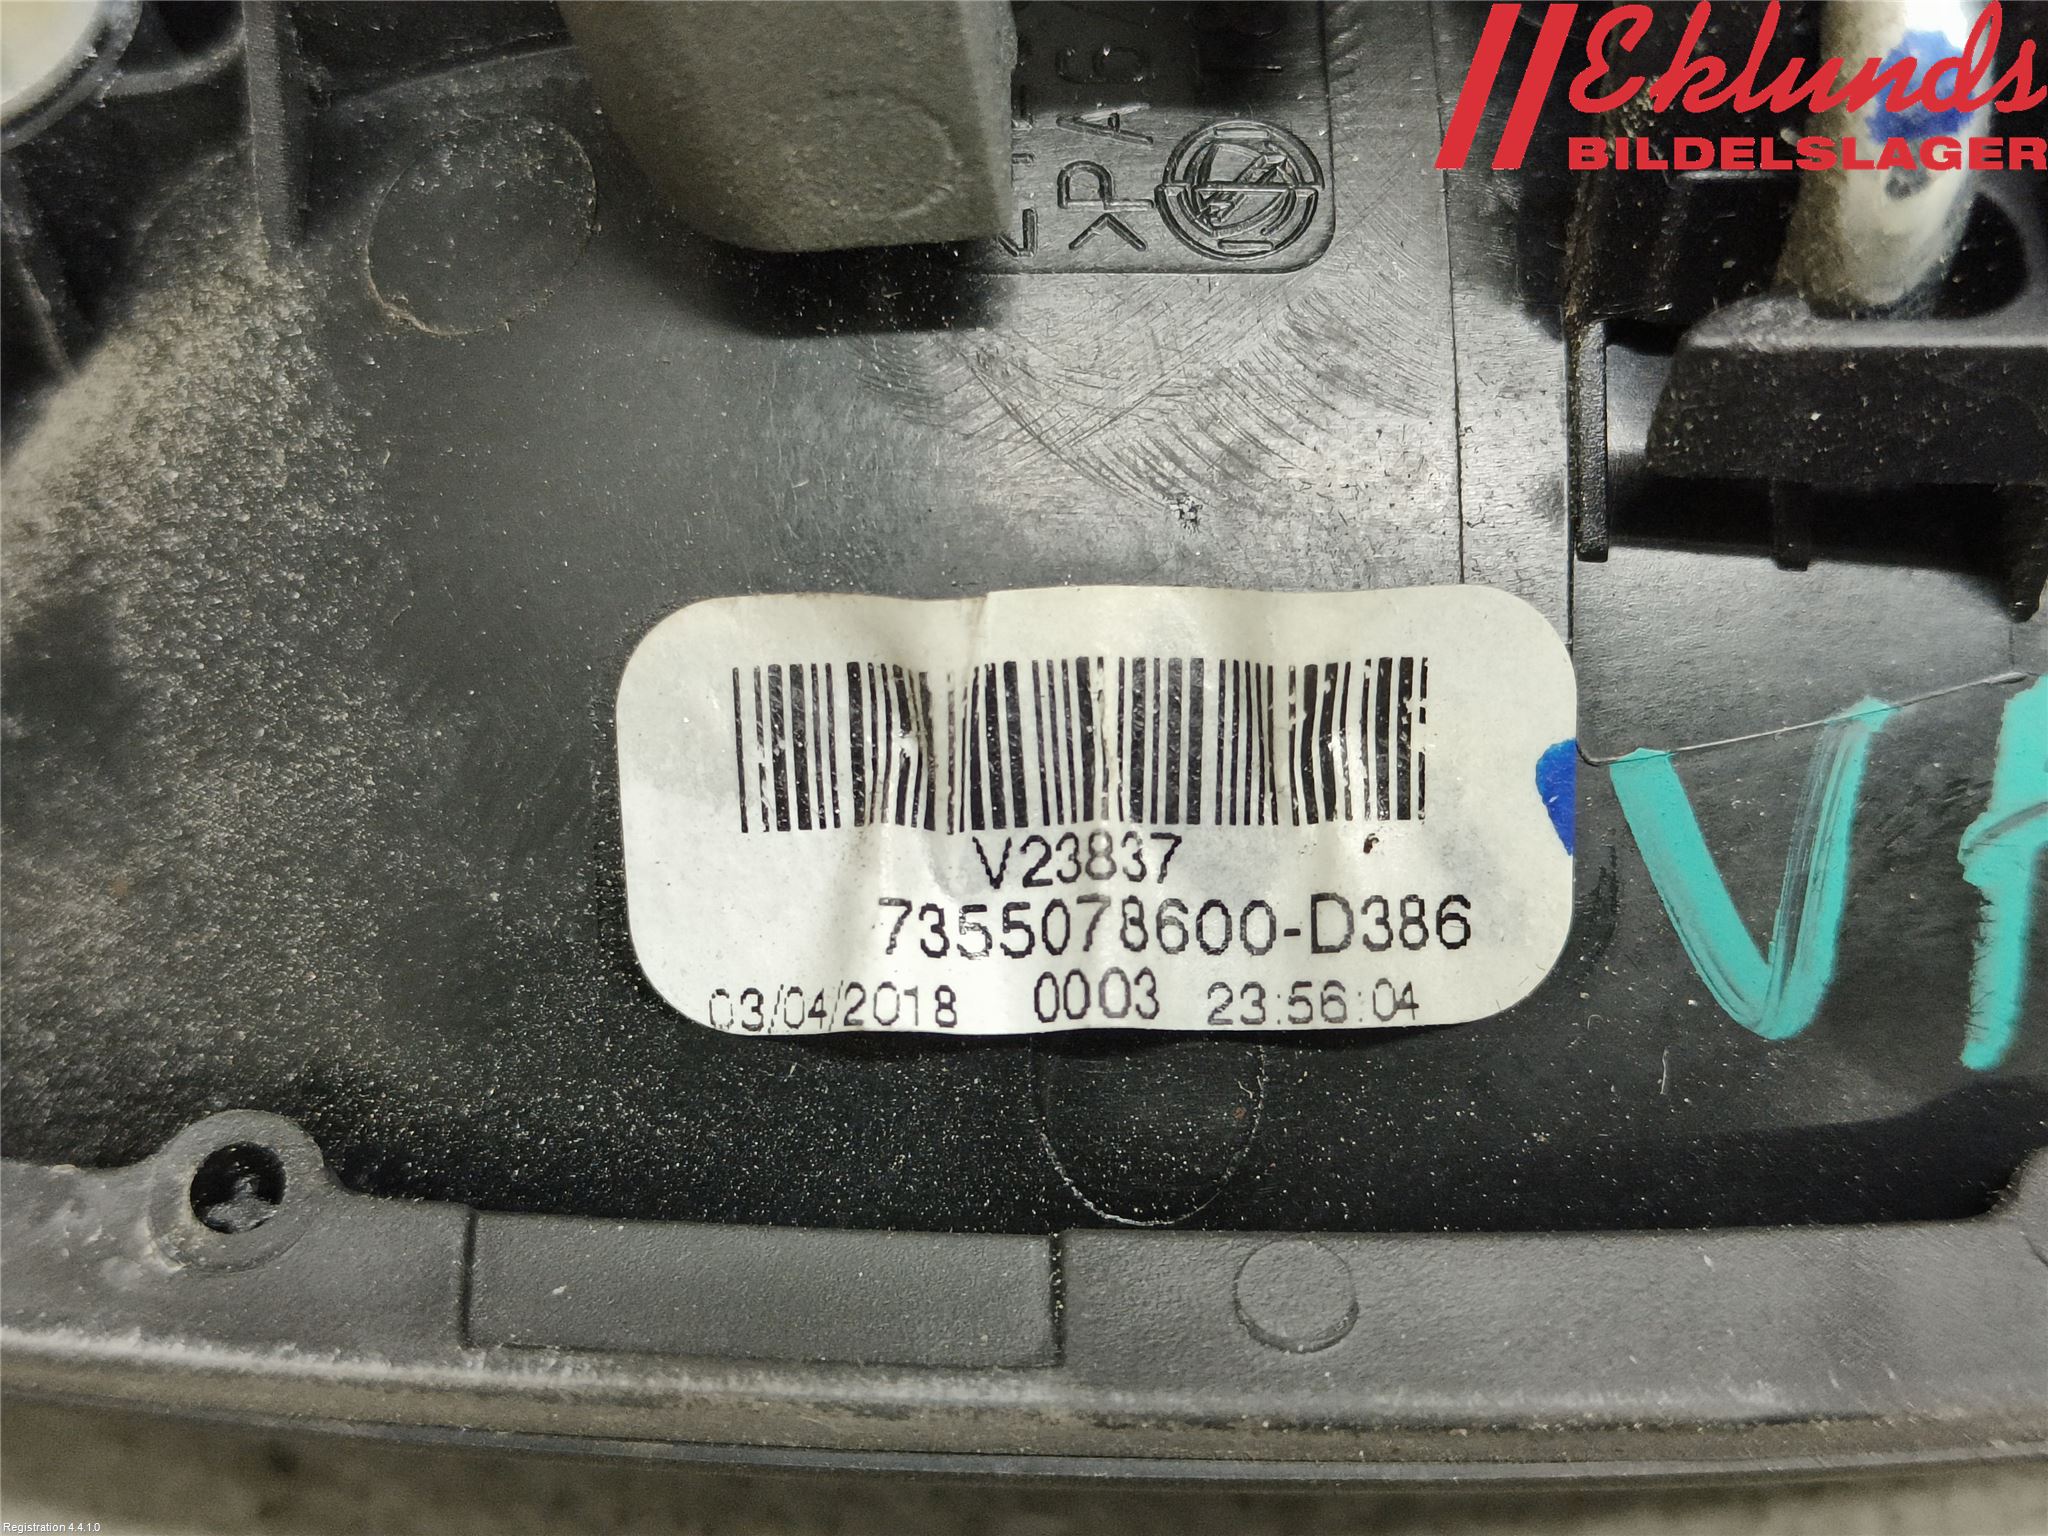 Eklunds
BILDELSLAGER
V23837
7355078600-D386
03/04/2018 0003 23:56:04
Registration 4.4.1.0